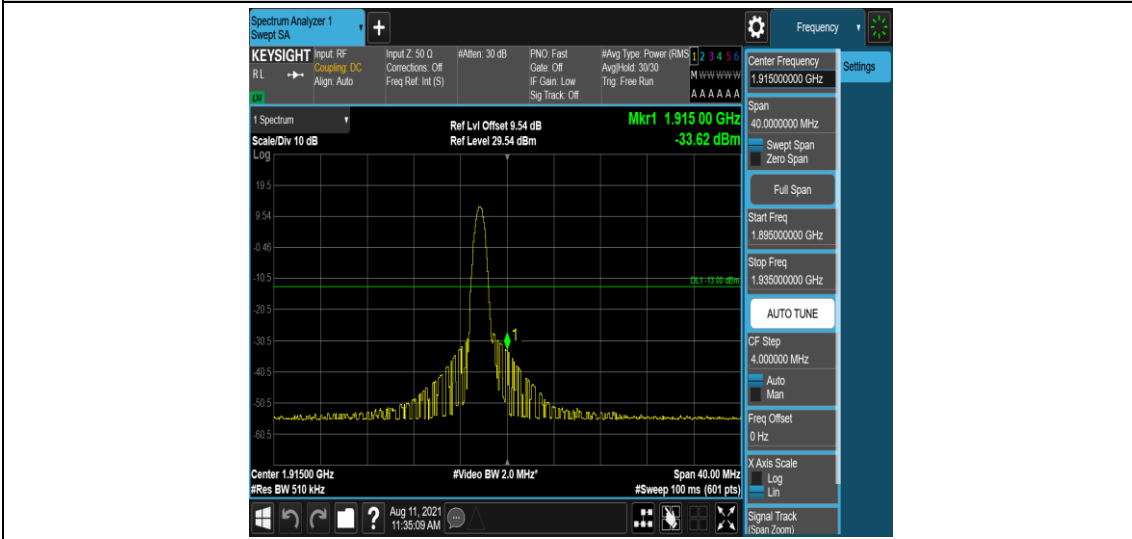 Spectrum Analyzer 1
Swept SA
+
Frequency
KEYSIGHT
RL
Input: RF
Coupling: DC
Align: Auto
Input Z: 50 Ω
Corrections: Off
Freq Ref: Int (S)
#Atten: 30 dB
PNO: Fast
Gate: Off
IF Gain: Low
Sig Track: Off
#Avg Type: Power (RMS
Avg|Hold: 30/30
Trig: Free Run
1 2 3 4 5 6
M W W W W W
A A A A A A
1 Spectrum
Scale/Div 10 dB
Log
Ref Lvl Offset 9.54 dB
Ref Level 29.54 dBm
Mkr1 1.915 00 GHz
-33.62 dBm
19.5
9.54
-0.46
-10.5
DL1 -13.00 dBm
-20.5
-30.5
1
-40.5
-50.5
-60.5
Center 1.91500 GHz
#Video BW 2.0 MHz*
Span 40.00 MHz
#Res BW 510 kHz
#Sweep 100 ms (601 pts)
?
Aug 11, 2021
11:35:09 AM
Center Frequency
1.915000000 GHz
Settings
Span
40.0000000 MHz
Swept Span
Zero Span
Full Span
Start Freq
1.895000000 GHz
Stop Freq
1.935000000 GHz
AUTO TUNE
CF Step
4.000000 MHz
Auto
Man
Freq Offset
0 Hz
X Axis Scale
Log
Lin
Signal Track
(Span Zoom)